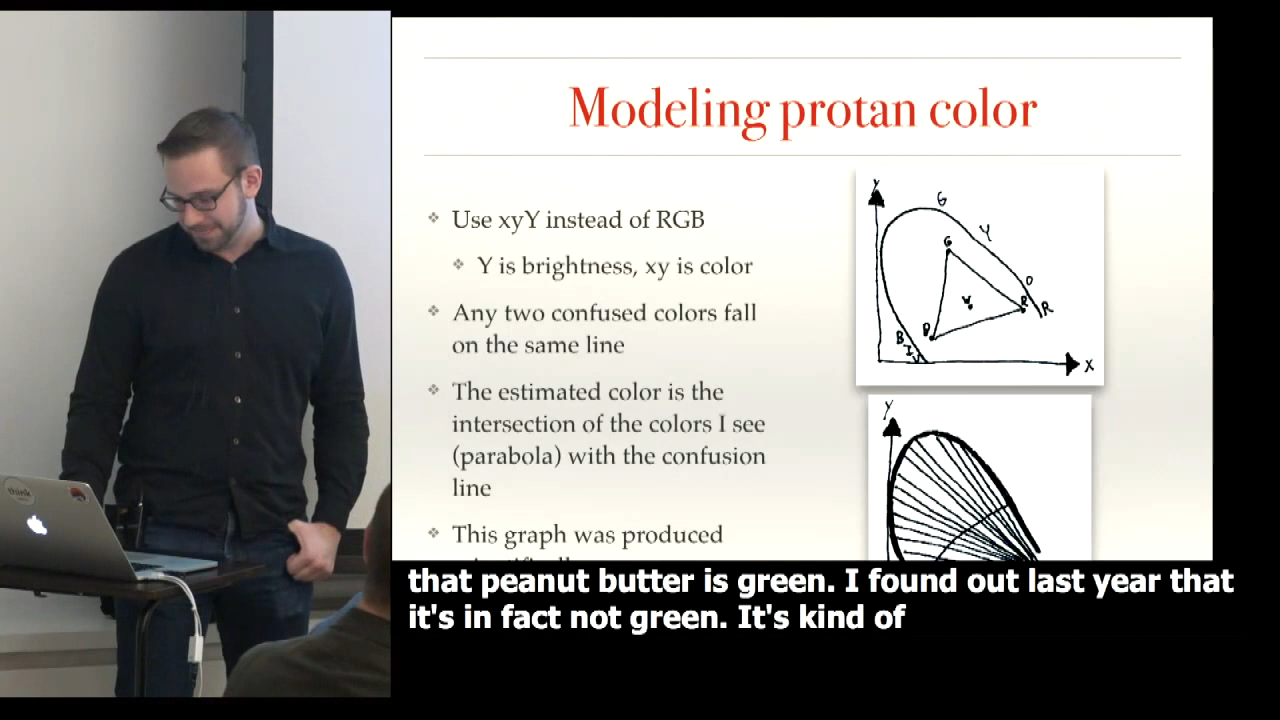 Modeling protan color
Use xyY instead of RGB
Y is brightness, xy is color
Any two confused colors fall
on the same line
The estimated color is the
intersection of the colors I see
(parabola) with the confusion
line
This graph was produced
Y
G
Y
G
O
R
R
W
B
B
I
V
X
Y
think
that peanut butter is green. I found out last year that
it's in fact not green. It's kind of